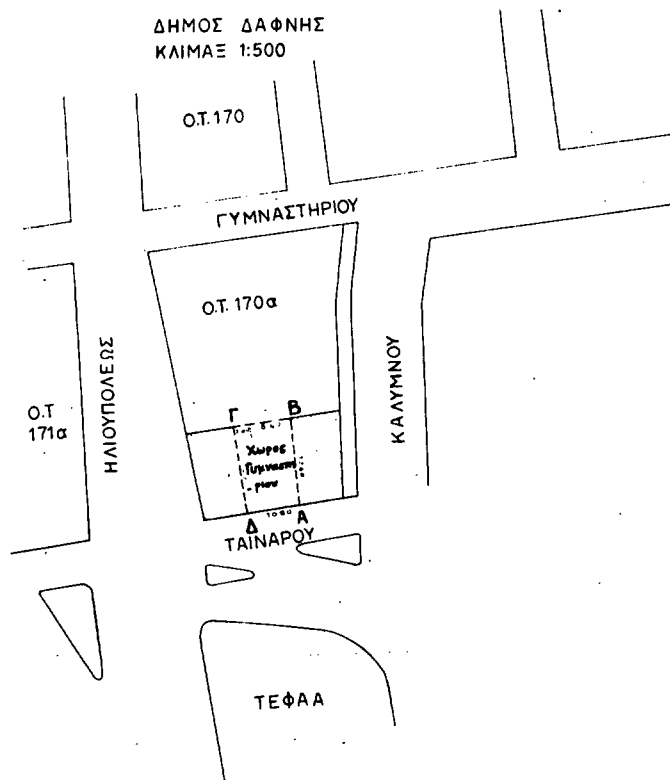 ΔΗΜΟΣ ΔΑΦΝΗΣ
ΚΛΙΜΑΞ 1:500
Ο.Τ. 170
ΓΥΜΝΑΣΤΗΡΙΟΥ
Ο.Τ. 170α
ΗΛΙΟΥΠΟΛΕΩΣ
ΚΑΛΥΜΝΟΥ
Ο.Τ
171α
Γ Β
Χωρος
Γυμναστη
-ριου
Δ Α
ΤΑΙΝΑΡΟΥ
ΤΕΦΑΑ